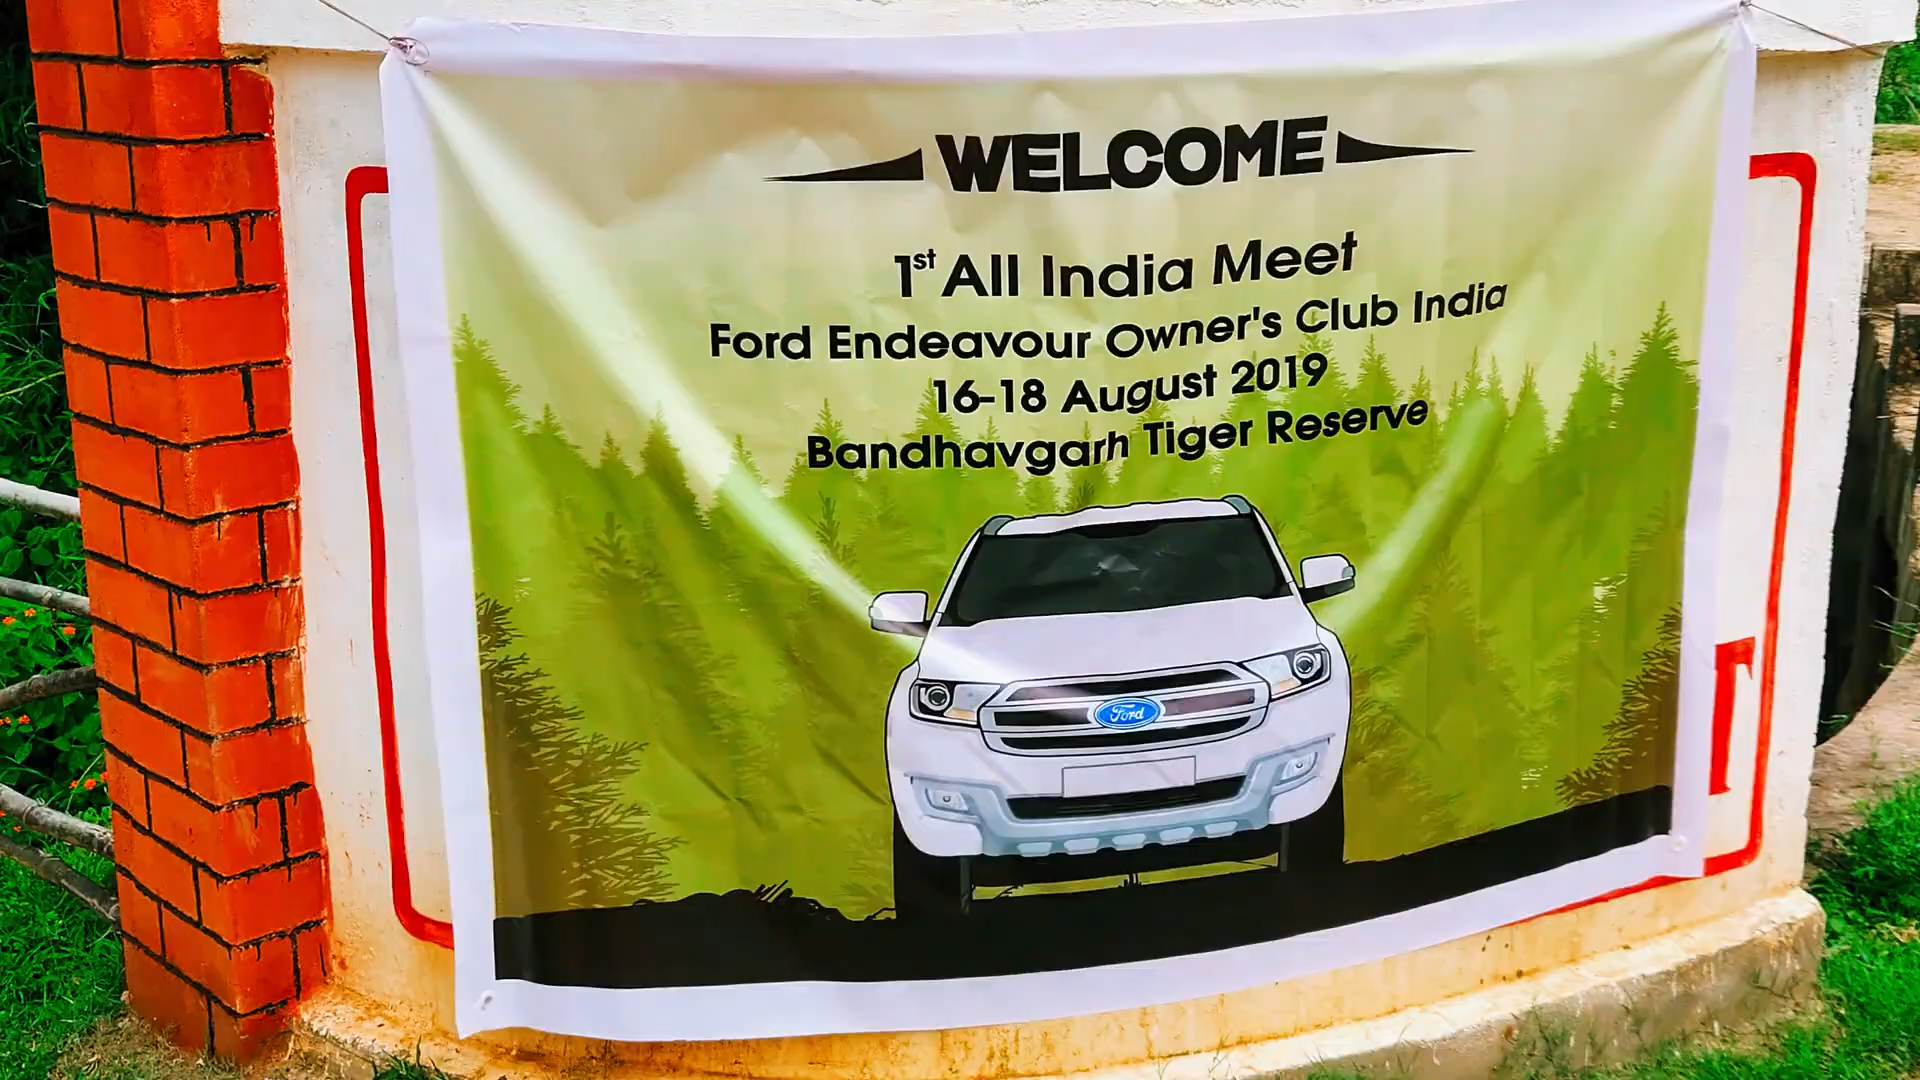 WELCOME
1st All India Meet
Ford Endeavour Owner's Club India
16-18 August 2019
Bandhavgarh Tiger Reserve
Ford